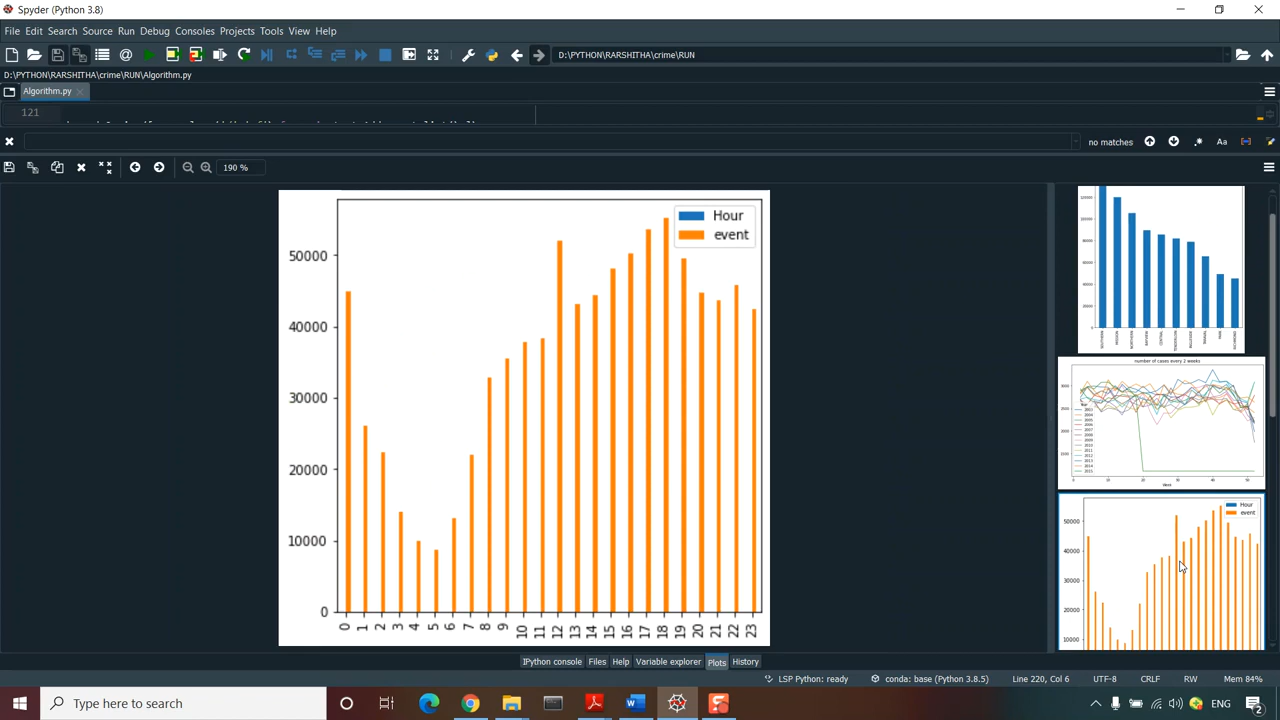 Spyder (Python 3.8)
File Edit Search Source Run Debug Consoles Projects Tools View Help
D:\PYTHON\RARSHITHA\crime\RUN
D:\PYTHON\RARSHITHA\crime\RUN\Algorithm.py
Algorithm.py
121
no matches
Aa
190 %
Hour
event
50000
40000
30000
20000
10000
0
0 1 2 3 4 5 6 7 8 9 10 11 12 13 14 15 16 17 18 19 20 21 22 23
number of cases every 2 weeks
Week
Hour
event
50000
40000
30000
20000
10000
IPython console Files Help Variable explorer Plots History
LSP Python: ready conda: base (Python 3.8.5) Line 220, Col 6 UTF-8 CRLF RW Mem 84%
Type here to search
ENG
2